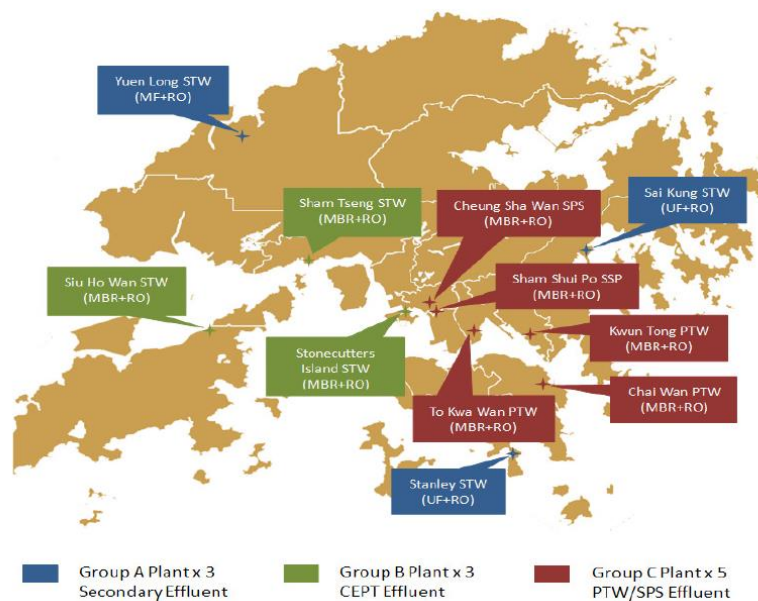 Yuen Long STW
(MF+RO)
Sham Tseng STW
(MBR+RO)
Cheung Sha Wan SPS
(MBR+RO)
Sai Kung STW
(UF+RO)
Siu Ho Wan STW
(MBR+RO)
Sham Shui Po SSP
(MBR+RO)
Stonecutters
Island STW
(MBR+RO)
Kwun Tong PTW
(MBR+RO)
To Kwa Wan PTW
(MBR+RO)
Chai Wan PTW
(MBR+RO)
Stanley STW
(UF+RO)
Group A Plant x 3
Secondary Effluent
Group B Plant x 3
CEPT Effluent
Group C Plant x 5
PTW/SPS Effluent